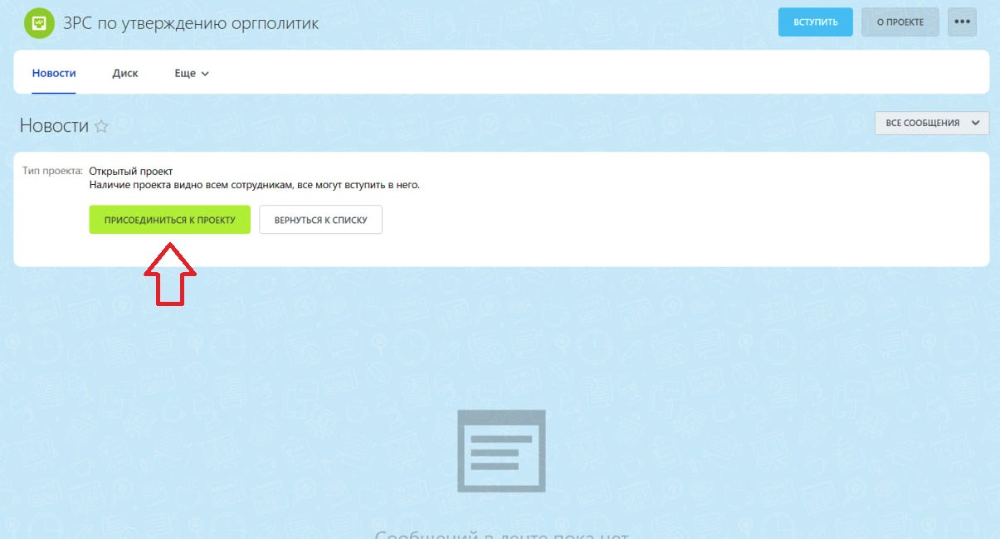 ЗРС по утверждению оргполитик
ВСТУПИТЬ
О ПРОЕКТЕ
Новости
Диск
Еще
Новости
ВСЕ СООБЩЕНИЯ
Тип проекта: Открытый проект
Наличие проекта видно всем сотрудникам, все могут вступить в него.
ПРИСОЕДИНИТЬСЯ К ПРОЕКТУ
ВЕРНУТЬСЯ К СПИСКУ
Сообщений в ленте пока нет